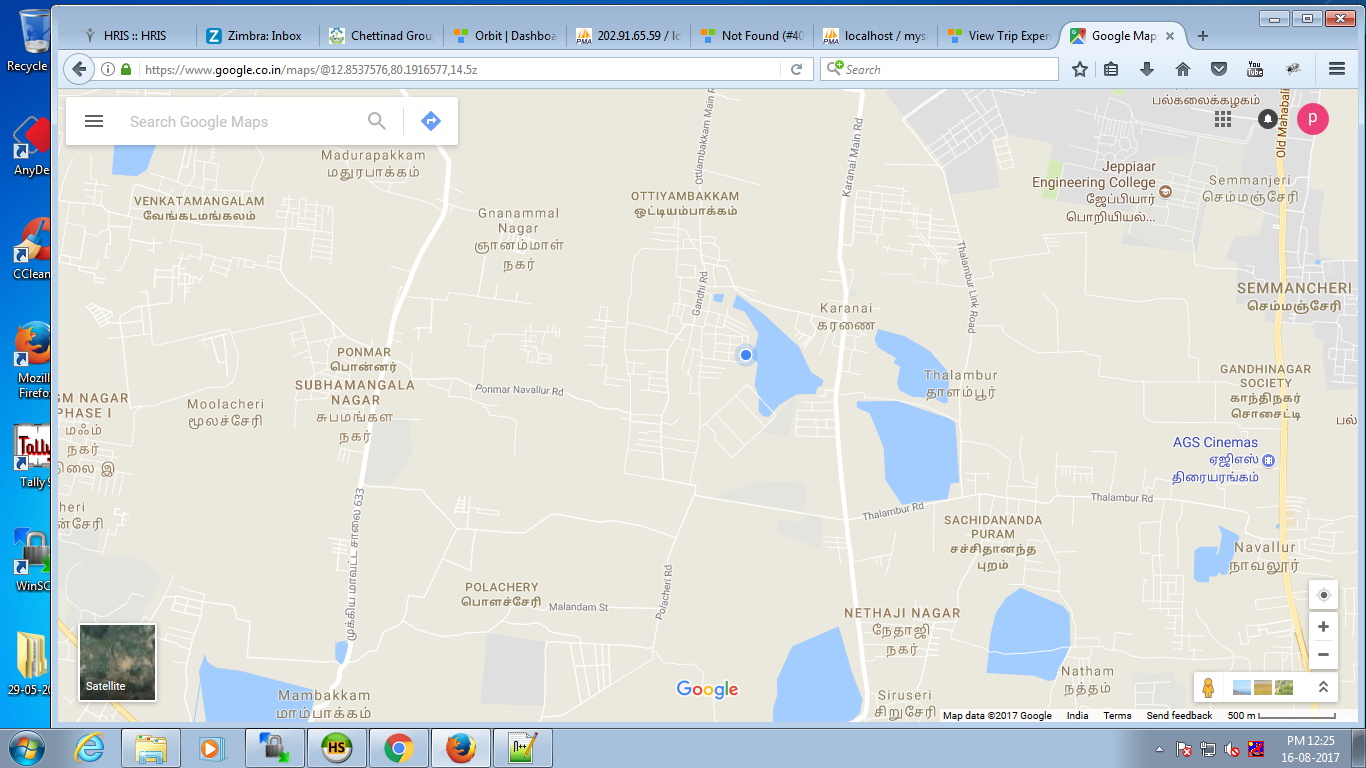 Recycle
AnyDe
CClean
Mozill
Firefo
Tally 9
WinSC
29-05-20
HRIS :: HRIS
Zimbra: Inbox
Chettinad Grou
Orbit | Dashboa
202.91.65.59 / lo
Not Found (#40
localhost / mys
View Trip Exper
Google Map
https://www.google.co.in/maps/@12.8537576,80.1916577,14.5z
Search
Search Google Maps
பல்கலைக்கழகம்
p
Madurapakkam
மதுரபாக்கம்
Ottiambakkam Main R
Karanai Main Rd
Old Mahabali
Jeppiaar
Engineering College
ஜேப்பியார்
பொறியியல்...
Semmanjeri
செம்மஞ்சேரி
VENKATAMANGALAM
வேங்கடமங்கலம்
OTTIYAMBAKKAM
ஒட்டியம்பாக்கம்
Gnanammal
Nagar
ஞானம்மாள்
நகர்
Thalambur Link Road
Gandhi Rd
SEMMANCHERI
செம்மஞ்சேரி
Karanai
கரணை
PONMAR
பொன்னர்
SUBHAMANGALA
NAGAR
சுபமங்கள
நகர்
Ponmar Navallur Rd
Thalambur
தாளம்பூர்
GANDHINAGAR
SOCIETY
காந்திநகர்
சொசைட்டி
GM NAGAR
PHASE I
மஃம்
நகர்
நிலை இ
Moolacheri
மூலச்சேரி
பல்
AGS Cinemas
ஏஜிஎஸ்
திரையரங்கம்
Thalambur Rd
Thalambur Rd
heri
ன்சேரி
SACHIDANANDA
PURAM
சச்சிதானந்த
புறம்
முக்கிய மாவட்ட சாலை 633
Navallur
நாவலூர்
POLACHERY
பொளச்சேரி
Malandam St
Polacheri Rd
NETHAJI NAGAR
நேதாஜி
நகர்
Satellite
Mambakkam
மாம்பாக்கம்
Google
Siruseri
சிறுசேரி
Natham
நத்தம்
Map data ©2017 Google India Terms Send feedback 500 m
PM 12:25
16-08-2017